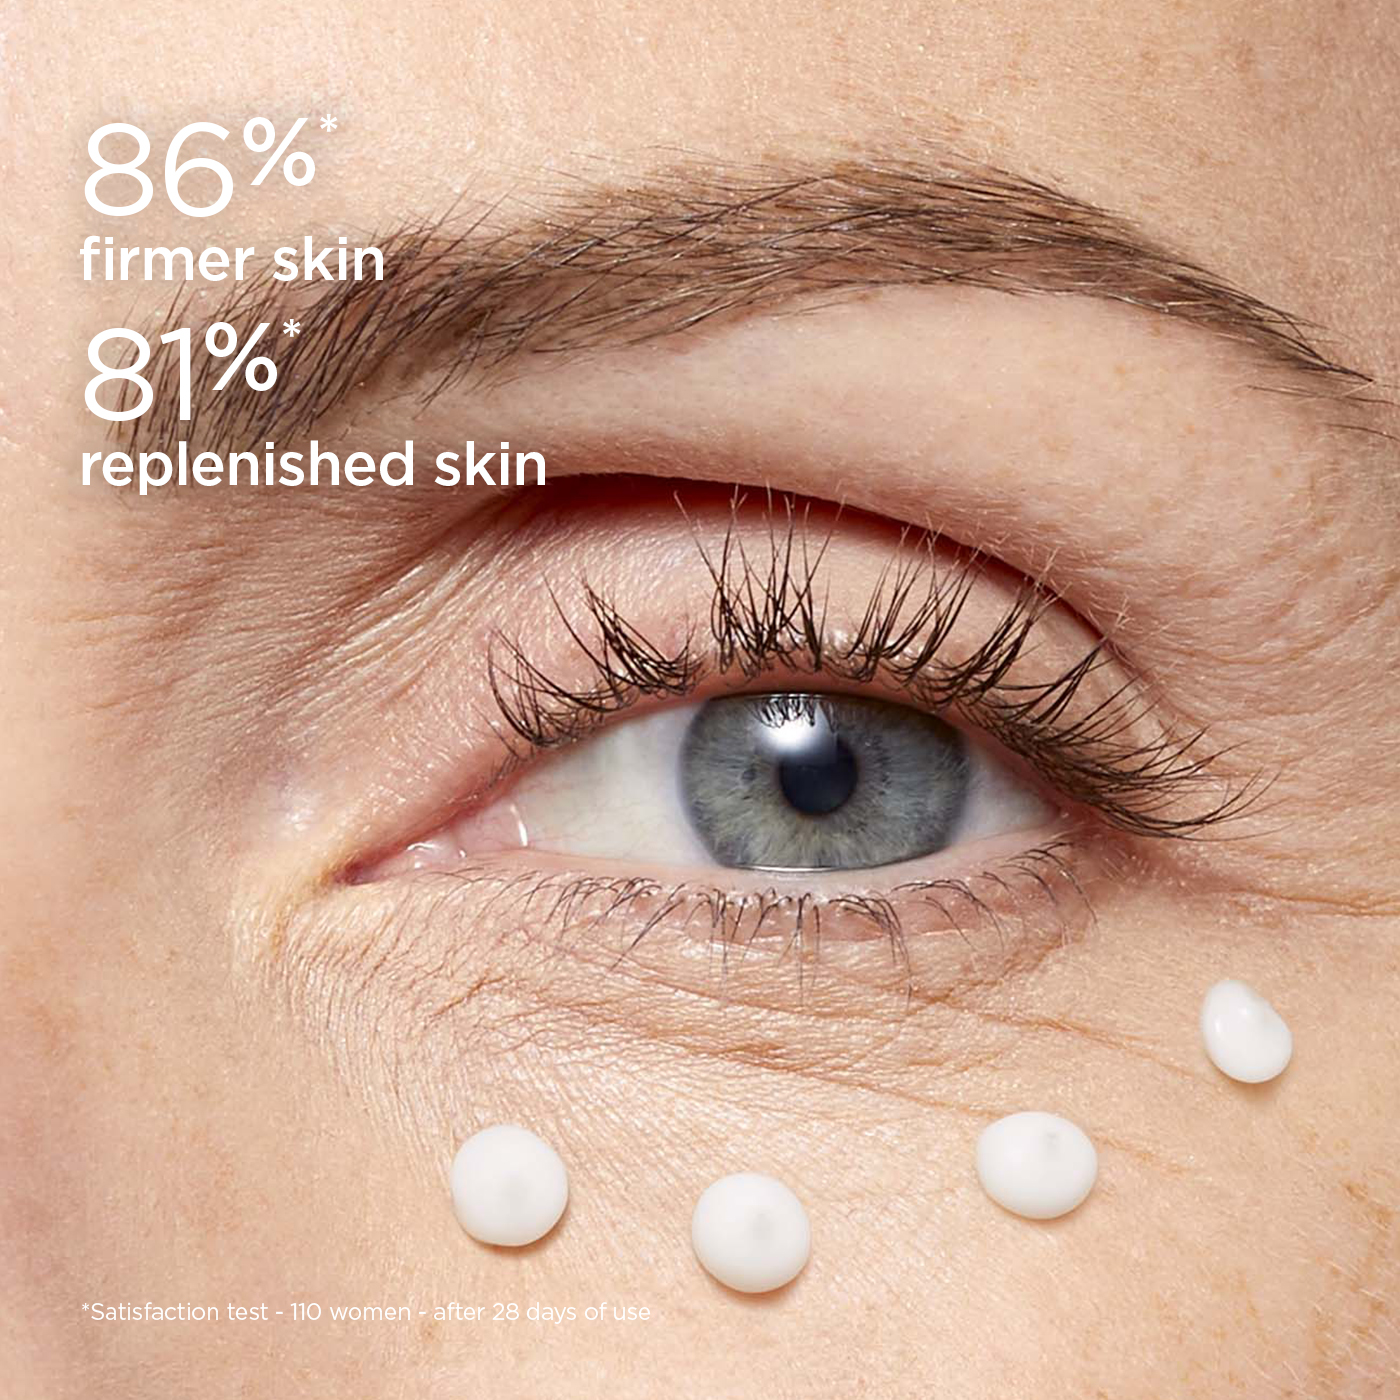 86%*
firmer skin
81%*
replenished skin
*Satisfaction test - 110 women - after 28 days of use